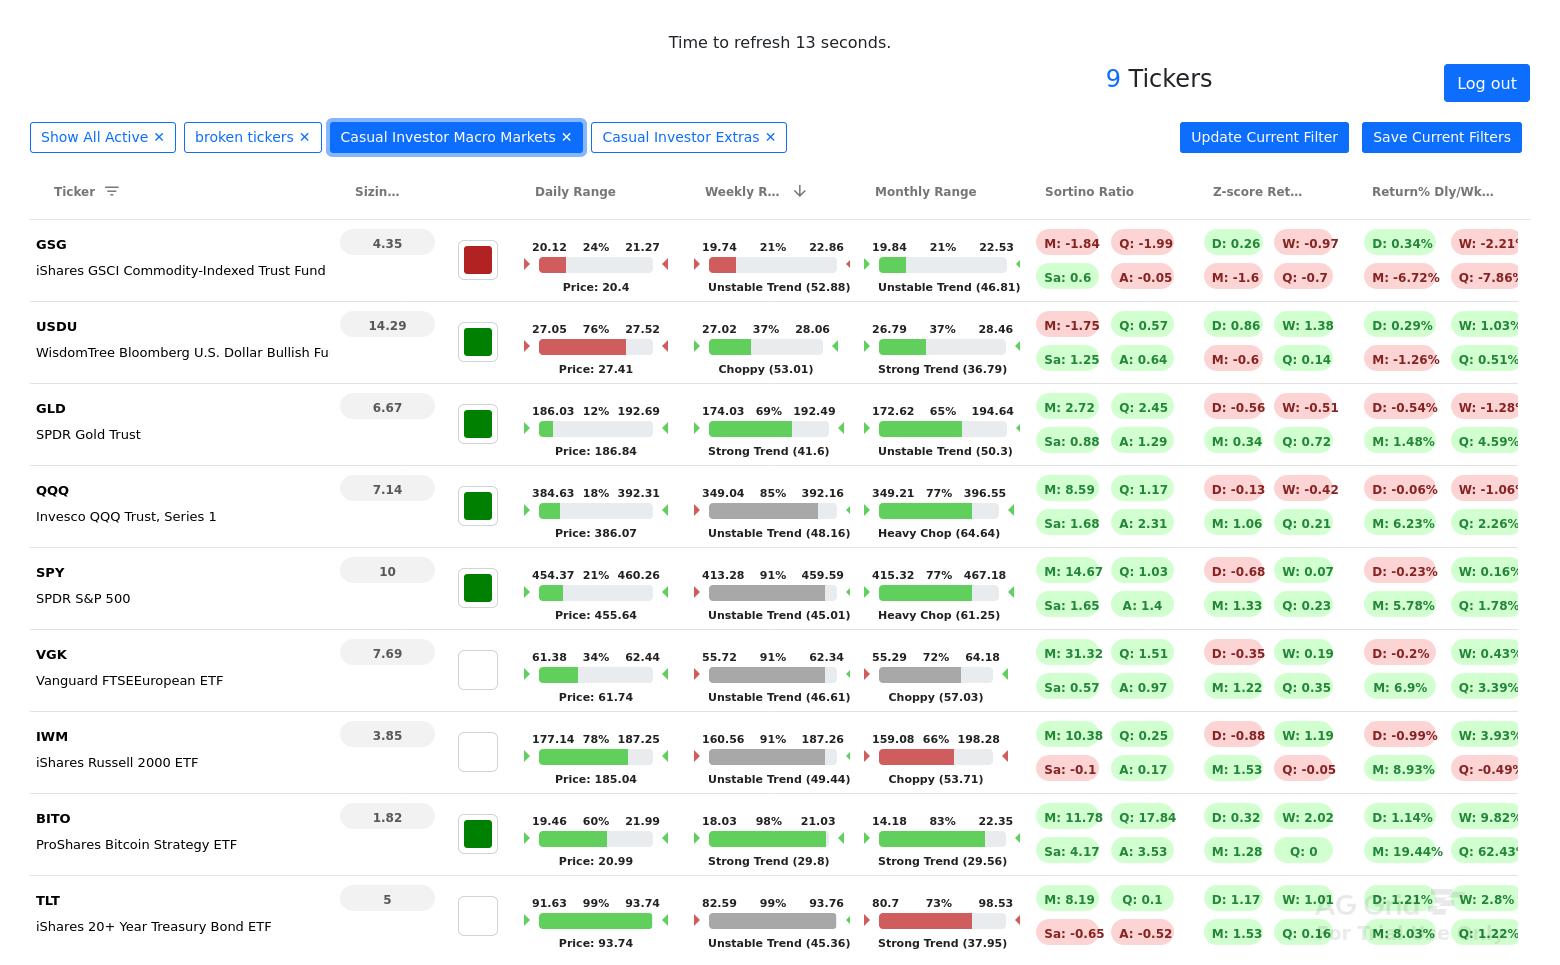 Time to refresh 13 seconds.
9 Tickers
Log out
Show All Active ✕ broken tickers ✕ Casual Investor Macro Markets ✕ Casual Investor Extras ✕ Update Current Filter Save Current Filters
Ticker Sizin… Daily Range Weekly R… Monthly Range Sortino Ratio Z-score Ret… Return% Dly/Wk…
GSG 4.35 20.12 24% 21.27 19.74 21% 22.86 19.84 21% 22.53 M: -1.84 Q: -1.99 D: 0.26 W: -0.97 D: 0.34% W: -2.21%
iShares GSCI Commodity-Indexed Trust Fund Price: 20.4 Unstable Trend (52.88) Unstable Trend (46.81) Sa: 0.6 A: -0.05 M: -1.6 Q: -0.7 M: -6.72% Q: -7.86%
USDU 14.29 27.05 76% 27.52 27.02 37% 28.06 26.79 37% 28.46 M: -1.75 Q: 0.57 D: 0.86 W: 1.38 D: 0.29% W: 1.03%
WisdomTree Bloomberg U.S. Dollar Bullish Fu Price: 27.41 Choppy (53.01) Strong Trend (36.79) Sa: 1.25 A: 0.64 M: -0.6 Q: 0.14 M: -1.26% Q: 0.51%
GLD 6.67 186.03 12% 192.69 174.03 69% 192.49 172.62 65% 194.64 M: 2.72 Q: 2.45 D: -0.56 W: -0.51 D: -0.54% W: -1.28%
SPDR Gold Trust Price: 186.84 Strong Trend (41.6) Unstable Trend (50.3) Sa: 0.88 A: 1.29 M: 0.34 Q: 0.72 M: 1.48% Q: 4.59%
QQQ 7.14 384.63 18% 392.31 349.04 85% 392.16 349.21 77% 396.55 M: 8.59 Q: 1.17 D: -0.13 W: -0.42 D: -0.06% W: -1.06%
Invesco QQQ Trust, Series 1 Price: 386.07 Unstable Trend (48.16) Heavy Chop (64.64) Sa: 1.68 A: 2.31 M: 1.06 Q: 0.21 M: 6.23% Q: 2.26%
SPY 10 454.37 21% 460.26 413.28 91% 459.59 415.32 77% 467.18 M: 14.67 Q: 1.03 D: -0.68 W: 0.07 D: -0.23% W: 0.16%
SPDR S&P 500 Price: 455.64 Unstable Trend (45.01) Heavy Chop (61.25) Sa: 1.65 A: 1.4 M: 1.33 Q: 0.23 M: 5.78% Q: 1.78%
VGK 7.69 61.38 34% 62.44 55.72 91% 62.34 55.29 72% 64.18 M: 31.32 Q: 1.51 D: -0.35 W: 0.19 D: -0.2% W: 0.43%
Vanguard FTSEEuropean ETF Price: 61.74 Unstable Trend (46.61) Choppy (57.03) Sa: 0.57 A: 0.97 M: 1.22 Q: 0.35 M: 6.9% Q: 3.39%
IWM 3.85 177.14 78% 187.25 160.56 91% 187.26 159.08 66% 198.28 M: 10.38 Q: 0.25 D: -0.88 W: 1.19 D: -0.99% W: 3.93%
iShares Russell 2000 ETF Price: 185.04 Unstable Trend (49.44) Choppy (53.71) Sa: -0.1 A: 0.17 M: 1.53 Q: -0.05 M: 8.93% Q: -0.49%
BITO 1.82 19.46 60% 21.99 18.03 98% 21.03 14.18 83% 22.35 M: 11.78 Q: 17.84 D: 0.32 W: 2.02 D: 1.14% W: 9.82%
ProShares Bitcoin Strategy ETF Price: 20.99 Strong Trend (29.8) Strong Trend (29.56) Sa: 4.17 A: 3.53 M: 1.28 Q: 0 M: 19.44% Q: 62.43%
TLT 5 91.63 99% 93.74 82.59 99% 93.76 80.7 73% 98.53 M: 8.19 Q: 0.1 D: 1.17 W: 1.01 D: 1.21% W: 2.8%
iShares 20+ Year Treasury Bond ETF Price: 93.74 Unstable Trend (45.36) Strong Trend (37.95) Sa: -0.65 A: -0.52 M: 1.53 Q: 0.16 M: 8.03% Q: 1.22%
AG Grid
For Trial Use Only